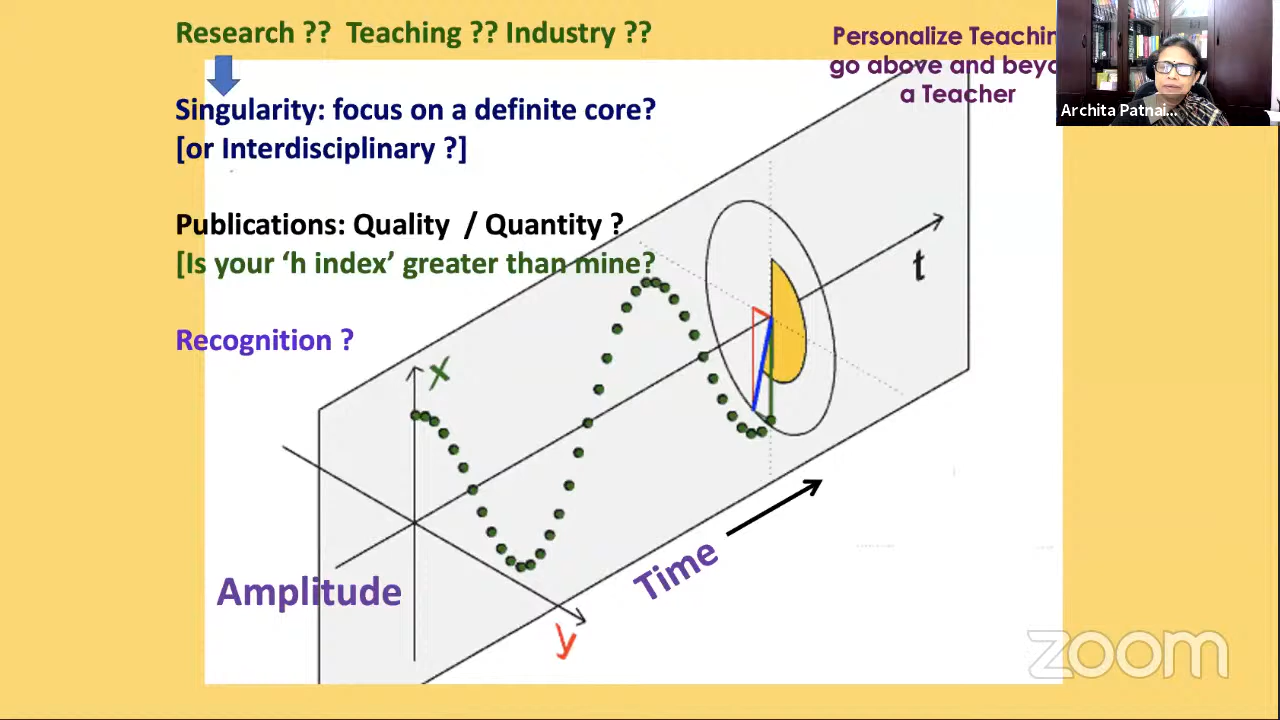 Research ?? Teaching ?? Industry ??
Singularity: focus on a definite core?
[or Interdisciplinary ?]
Publications: Quality / Quantity ?
[Is your ‘h index’ greater than mine?
Recognition ?
Personalize Teachin
go above and beyo
a Teacher
Archita Patnai...
x
t
Amplitude
Time
y
zoom